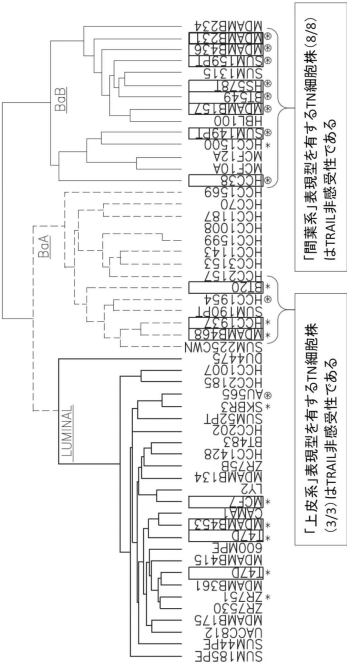 LUMINAL
BaA
BaB
SUM185PE
SUM44PE
UACC812
MDAMB175
ZR7530
ZR751 *
MDAMB361
T47D *
MDAMB415
600MPE
T47D *
MDAMB453 *
CAMA1
MCF7 *
LY2
MDAMB134
ZR75B
HCC1428
BT483
HCC202
SUM52PT
SKBR3 *
AU565 ⊛
HCC2185
HCC1007
DU4475
SUM225CWN
MDAMB468 *
HCC1937 *
SUM190PT
HCC1954 ⊛
BT20 *
HCC2157
HCC3153
HCC1143
HCC1599
HCC1008
HCC1187
HCC70
HCC1569
HCC38 ⊛
MCF10A
MCF12A
HCC1500 *
SUM149PT ⊛
HBL100
MDAMB157 ⊛
BT549 ⊛
HS578T ⊛
SUM1315
SUM159PT ⊛
MDAMB436 ⊛
MDAMB231 ⊛
MDAMB234
「上皮系」表現型を有するTN細胞株
(3/3)はTRAIL非感受性である
「間葉系」表現型を有するTN細胞株(8/8)
はTRAIL非感受性である